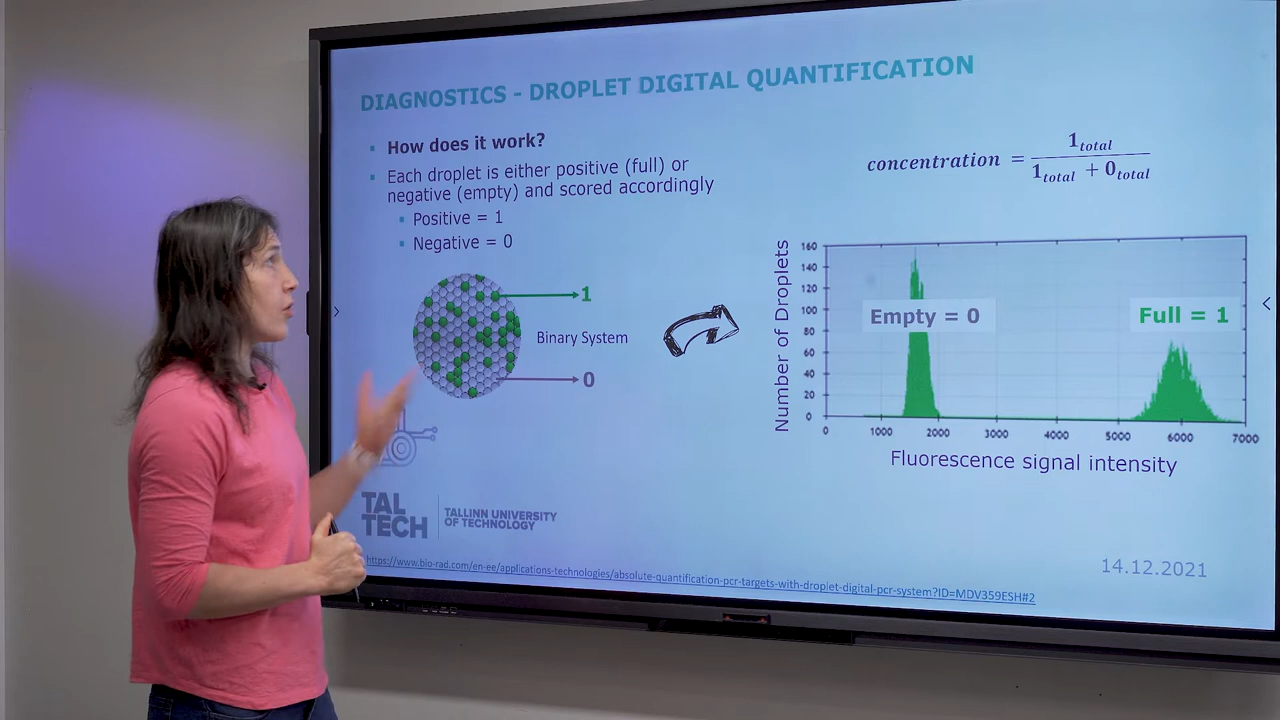 DIAGNOSTICS - DROPLET DIGITAL QUANTIFICATION
How does it work?
Each droplet is either positive (full) or
negative (empty) and scored accordingly
Positive = 1
Negative = 0
1
Binary System
0
concentration = 1total / 1total + 0total
Number of Droplets
160
140
120
100
80
60
40
20
0
Empty = 0
Full = 1
0 1000 2000 3000 4000 5000 6000 7000
Fluorescence signal intensity
TAL
TECH
TALLINN UNIVERSITY
OF TECHNOLOGY
14.12.2021
https://www.bio-rad.com/en-ee/applications-technologies/absolute-quantification-pcr-targets-with-droplet-digital-pcr-system?ID=MDV359ESH#2